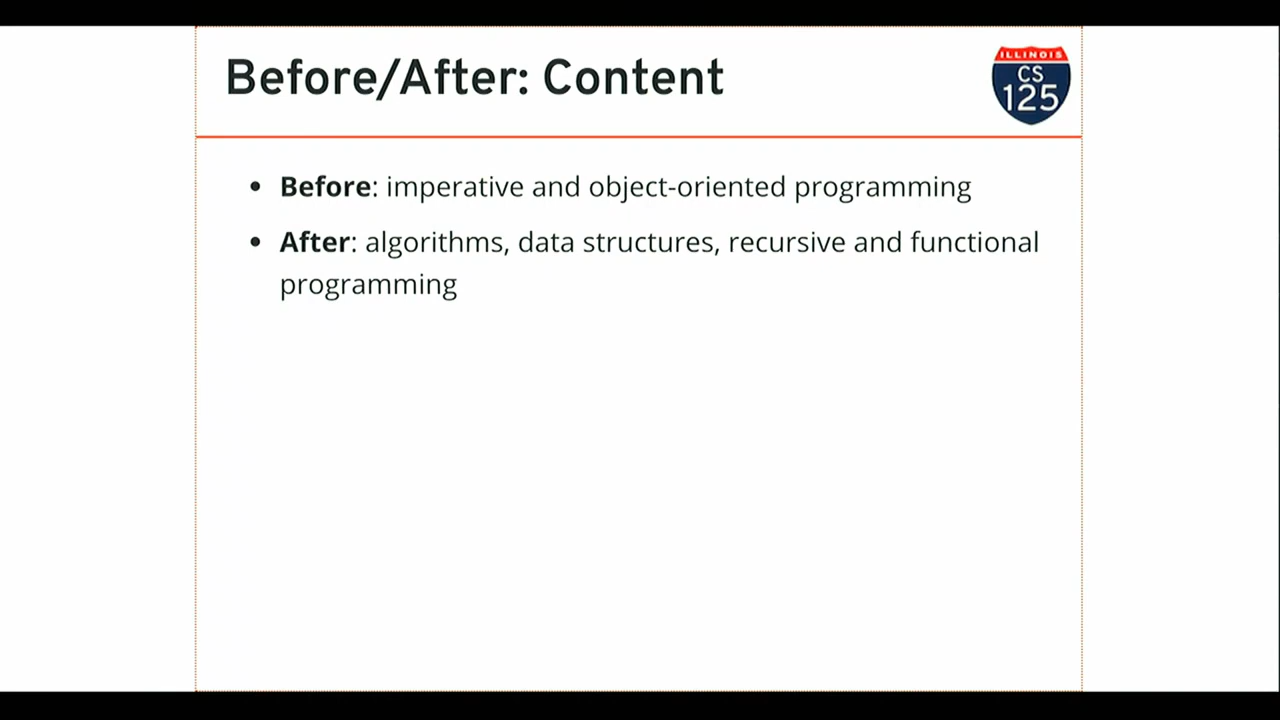 Before/After: Content
ILLINOIS
CS
125
• Before: imperative and object-oriented programming
• After: algorithms, data structures, recursive and functional
programming